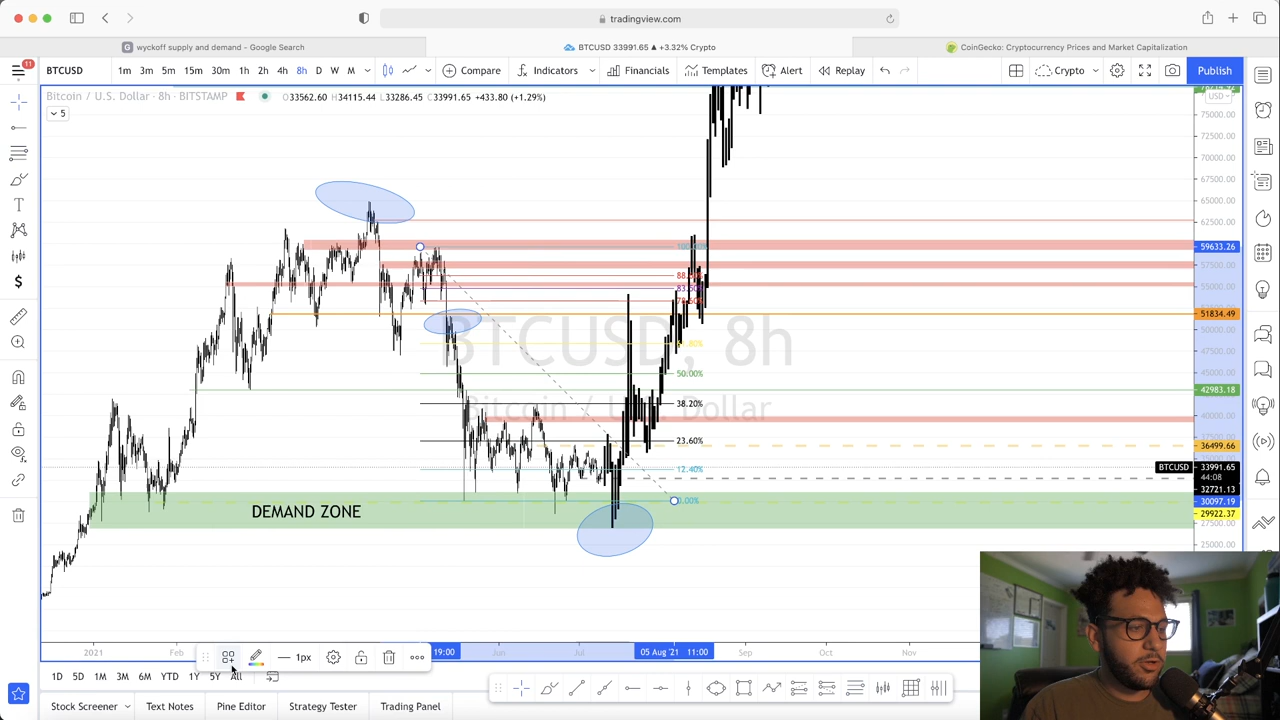 tradingview.com
wyckoff supply and demand - Google Search
BTCUSD 33991.65 ▲ +3.32% Crypto
CoinGecko: Cryptocurrency Prices and Market Capitalization
11
BTCUSD 1m 3m 5m 15m 30m 1h 2h 4h 8h D W M Compare Indicators Financials Templates Alert Replay Crypto Publish
Bitcoin / U.S. Dollar · 8h · BITSTAMP O33562.60 H34115.44 L33286.45 C33991.65 +433.80 (+1.29%)
USD
5
75000.00
70000.00
67500.00
65000.00
62500.00
100.00%
59633.26
57500.00
55000.00
51834.49
50000.00
BTCUSD, 8h
47500.00
50.00%
45000.00
42983.18
38.20%
Bitcoin / U.S. Dollar
40000.00
23.60%
36499.66
12.40%
BTCUSD 33991.65
44:08
32721.13
0.00%
30097.19
29922.37
DEMAND ZONE
27500.00
25000.00
2021 Feb 19:00 Jun Jul 05 Aug '21 11:00 Sep Oct Nov
1px
1D 5D 1M 3M 6M YTD 1Y 5Y All
Stock Screener Text Notes Pine Editor Strategy Tester Trading Panel